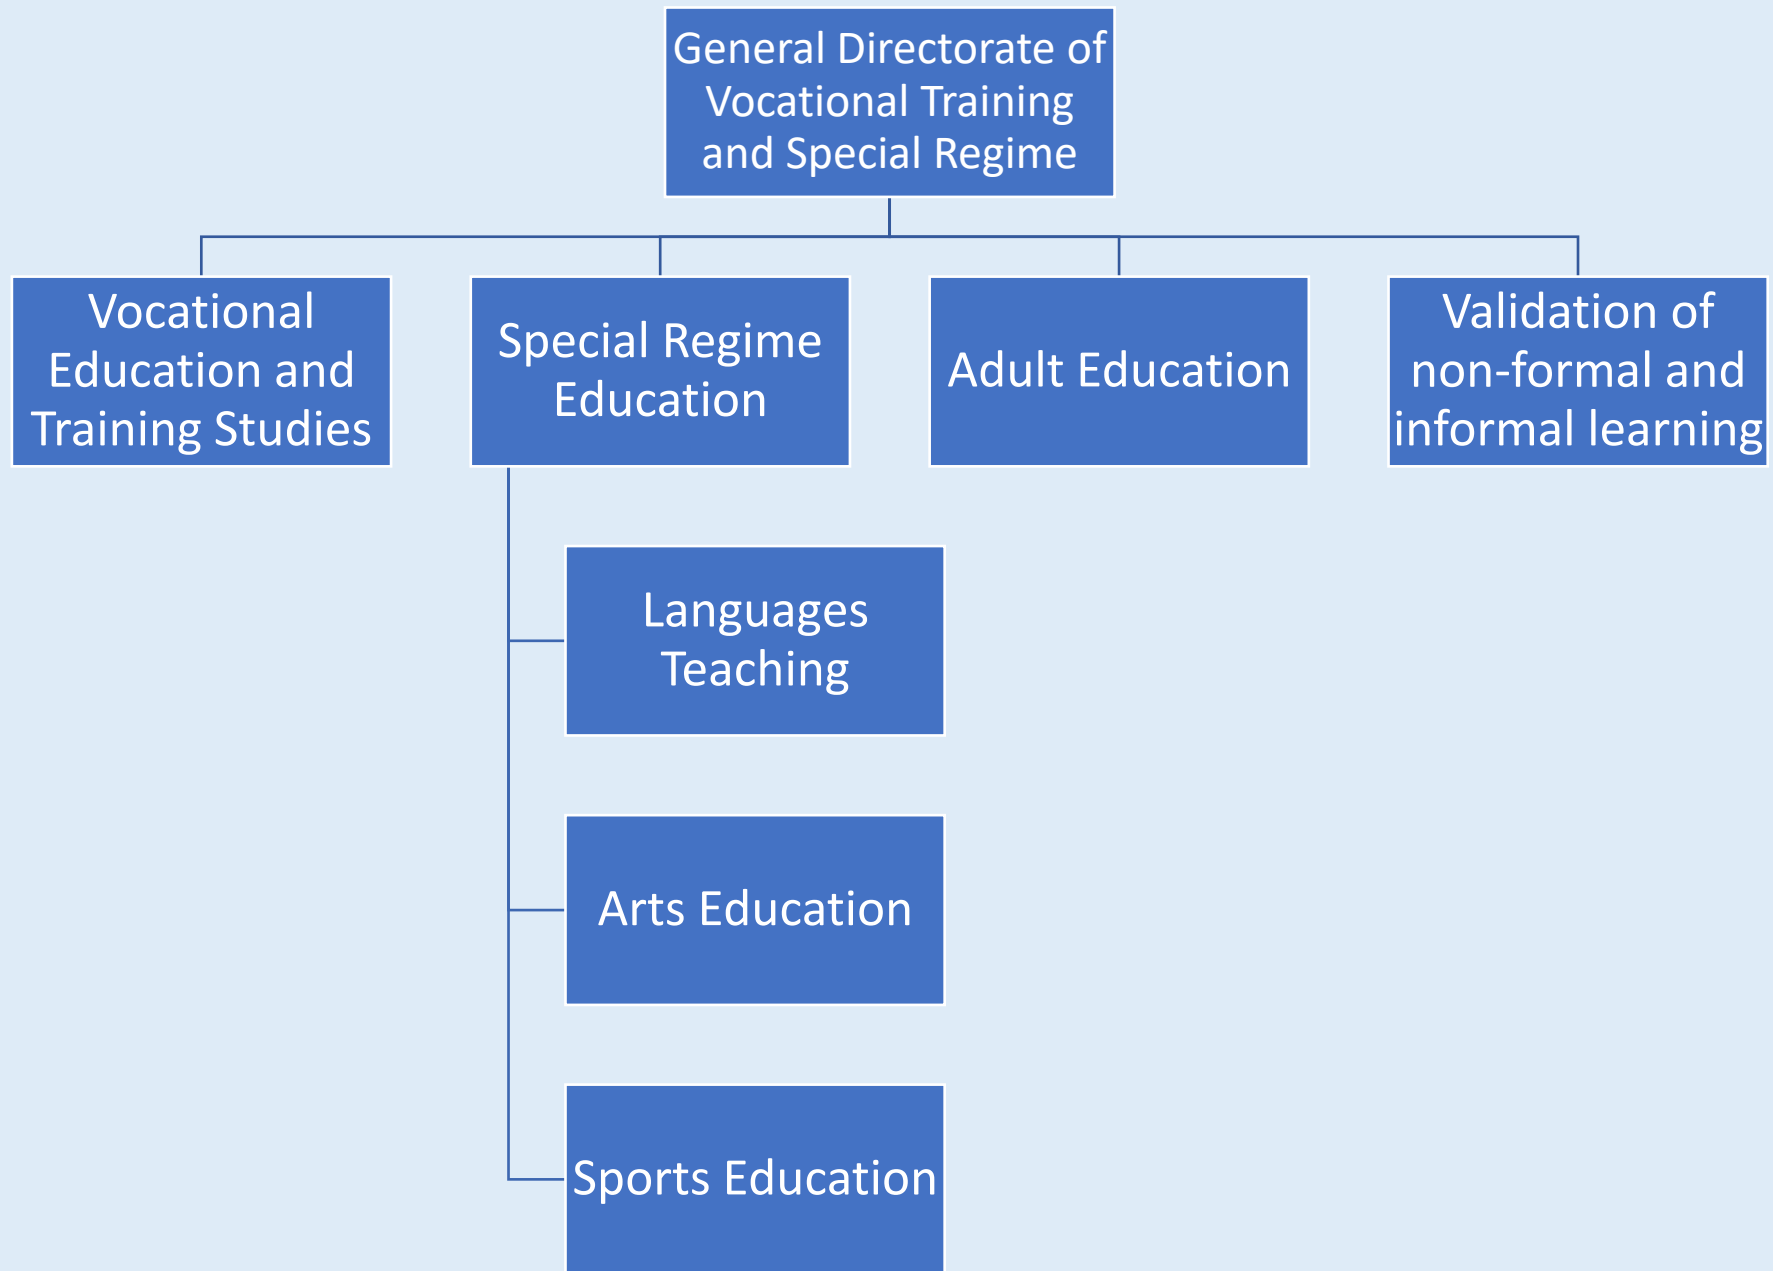 General Directorate of
Vocational Training
and Special Regime
Vocational
Education and
Training Studies
Special Regime
Education
Adult Education
Validation of
non-formal and
informal learning
Languages
Teaching
Arts Education
Sports Education